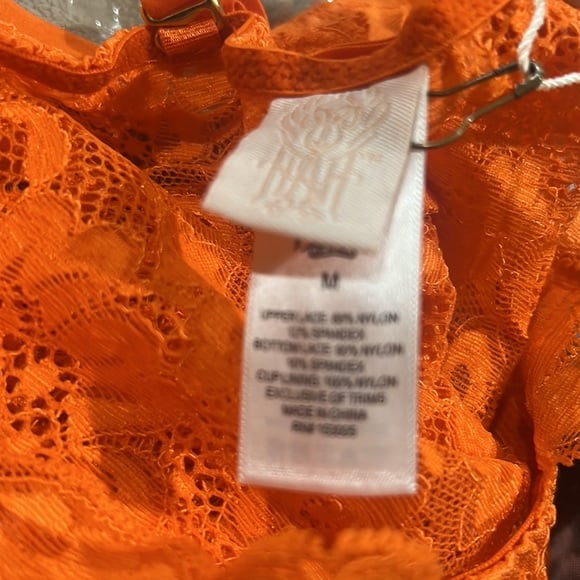 M
UPPER LACE: 88% NYLON
12% SPANDEX
BOTTOM LACE: 90% NYLON
10% SPANDEX
CUP LINING: 100% NYLON
EXCLUSIVE OF TRIMS
MADE IN CHINA